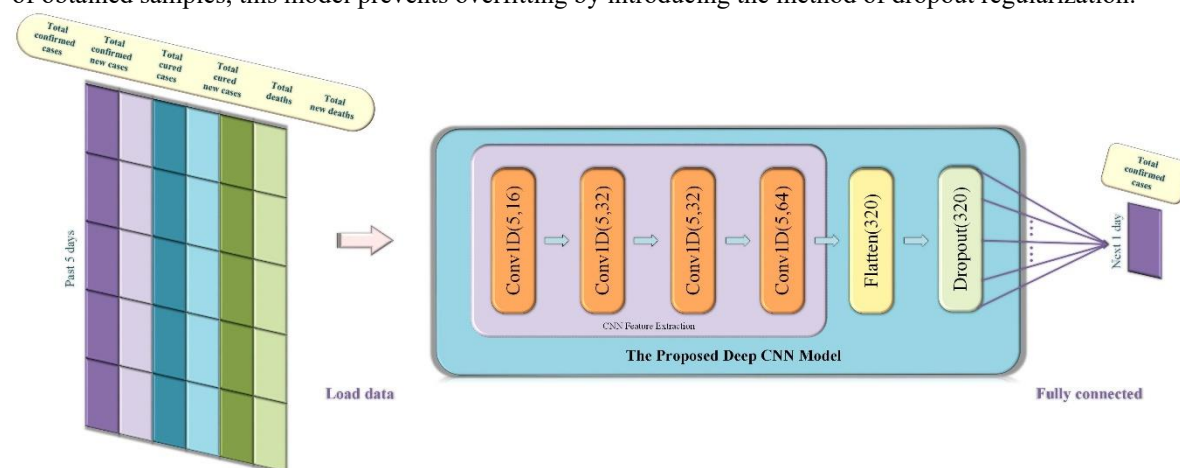 of obtained samples, this model prevents overfitting by introducing the method of dropout regularization.
Total
confirmed
cases
Total
confirmed
new cases
Total
cured
cases
Total
cured
new cases
Total
deaths
Total
new deaths
Past 5 days
Load data
Conv1D(5,16)
Conv1D(5,32)
Conv1D(5,32)
Conv1D(5,64)
CNN Feature Extraction
Flatten(320)
Dropout(320)
The Proposed Deep CNN Model
Fully connected
Next 1 day
Total
confirmed
cases